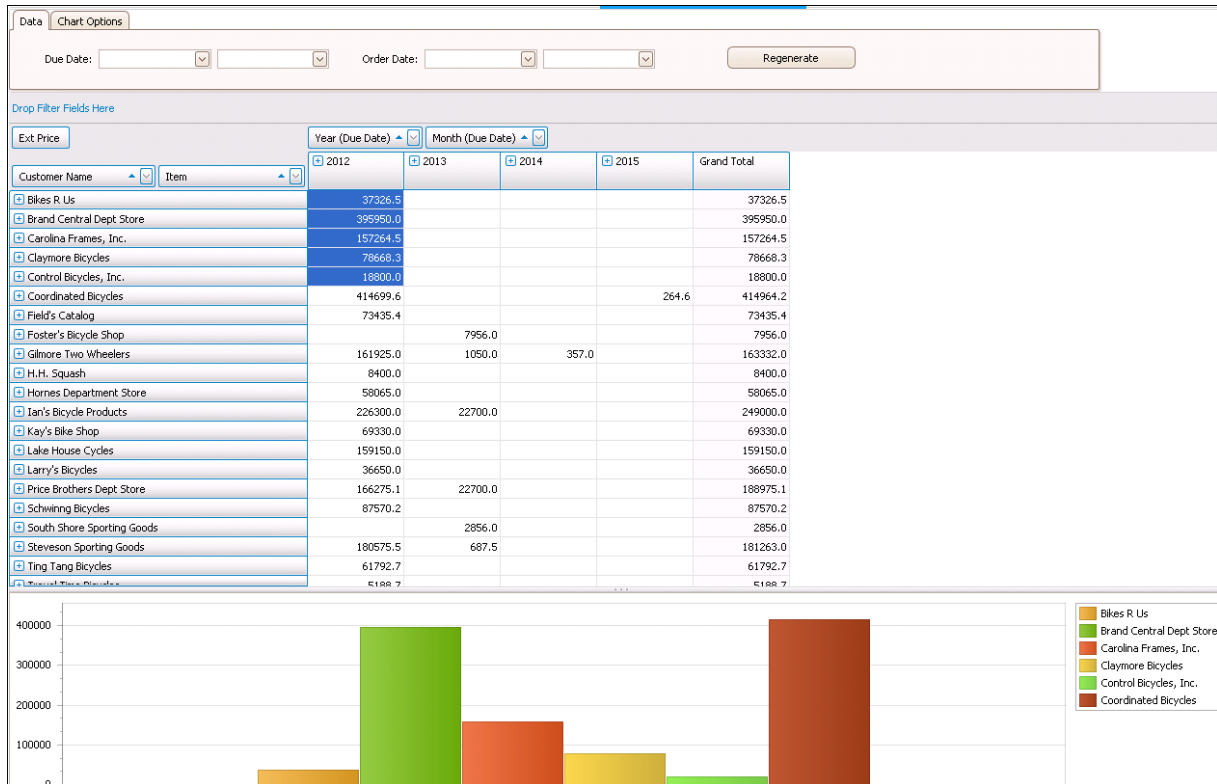 Data Chart Options
Due Date: Order Date: Regenerate
Drop Filter Fields Here
Ext Price Year (Due Date) Month (Due Date)
2012 2013 2014 2015 Grand Total
Customer Name Item
Bikes R Us 37326.5 37326.5
Brand Central Dept Store 395950.0 395950.0
Carolina Frames, Inc. 157264.5 157264.5
Claymore Bicycles 78668.3 78668.3
Control Bicycles, Inc. 18800.0 18800.0
Coordinated Bicycles 414699.6 264.6 414964.2
Field's Catalog 73435.4 73435.4
Foster's Bicycle Shop 7956.0 7956.0
Gilmore Two Wheelers 161925.0 1050.0 357.0 163332.0
H.H. Squash 8400.0 8400.0
Hornes Department Store 58065.0 58065.0
Ian's Bicycle Products 226300.0 22700.0 249000.0
Kay's Bike Shop 69330.0 69330.0
Lake House Cycles 159150.0 159150.0
Larry's Bicycles 36650.0 36650.0
Price Brothers Dept Store 166275.1 22700.0 188975.1
Schwinng Bicycles 87570.2 87570.2
South Shore Sporting Goods 2856.0 2856.0
Steveson Sporting Goods 180575.5 687.5 181263.0
Ting Tang Bicycles 61792.7 61792.7
Travel Time Bicycles 5188.7 5188.7
400000
300000
200000
100000
0
Bikes R Us
Brand Central Dept Store
Carolina Frames, Inc.
Claymore Bicycles
Control Bicycles, Inc.
Coordinated Bicycles